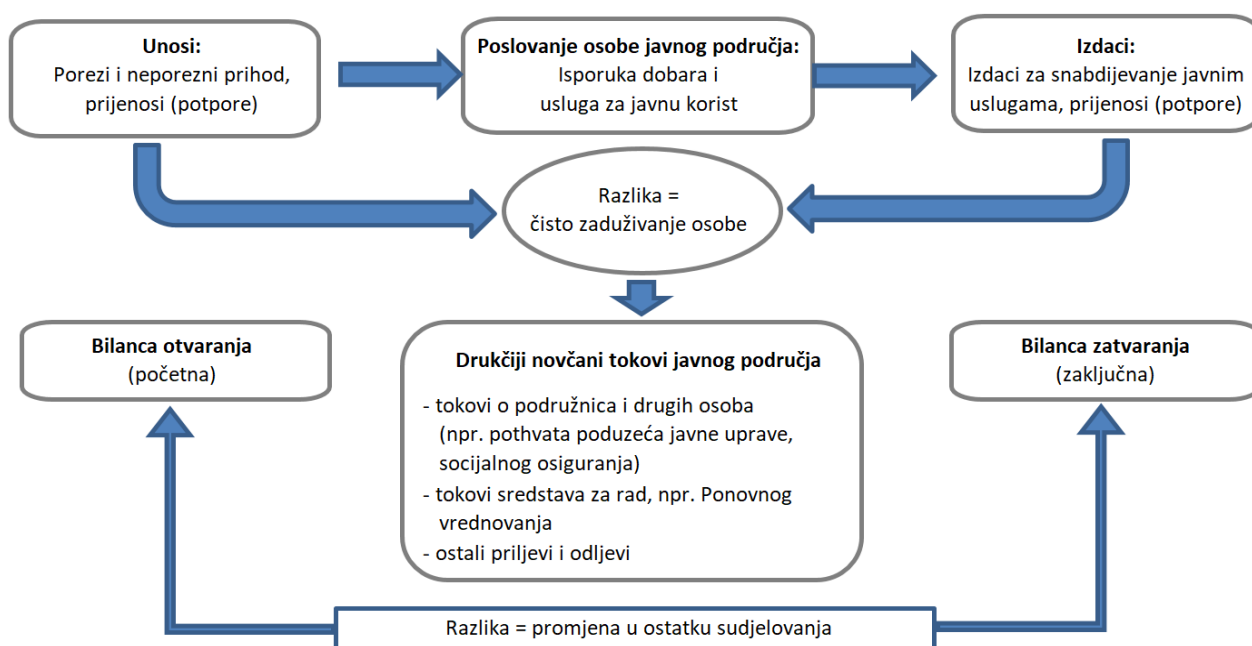 Unosi:
Porezi i neporezni prihod,
prijenosi (potpore)
Poslovanje osobe javnog područja:
Isporuka dobara i
usluga za javnu korist
Izdaci:
Izdaci za snabdijevanje javnim
uslugama, prijenosi (potpore)
Razlika =
čisto zaduživanje osobe
Bilanca otvaranja
(početna)
Drukčiji novčani tokovi javnog područja
- tokovi o podružnica i drugih osoba
(npr. pothvata poduzeća javne uprave,
socijalnog osiguranja)
- tokovi sredstava za rad, npr. Ponovnog
vrednovanja
- ostali priljevi i odljevi
Bilanca zatvaranja
(zaključna)
Razlika = promjena u ostatku sudjelovanja